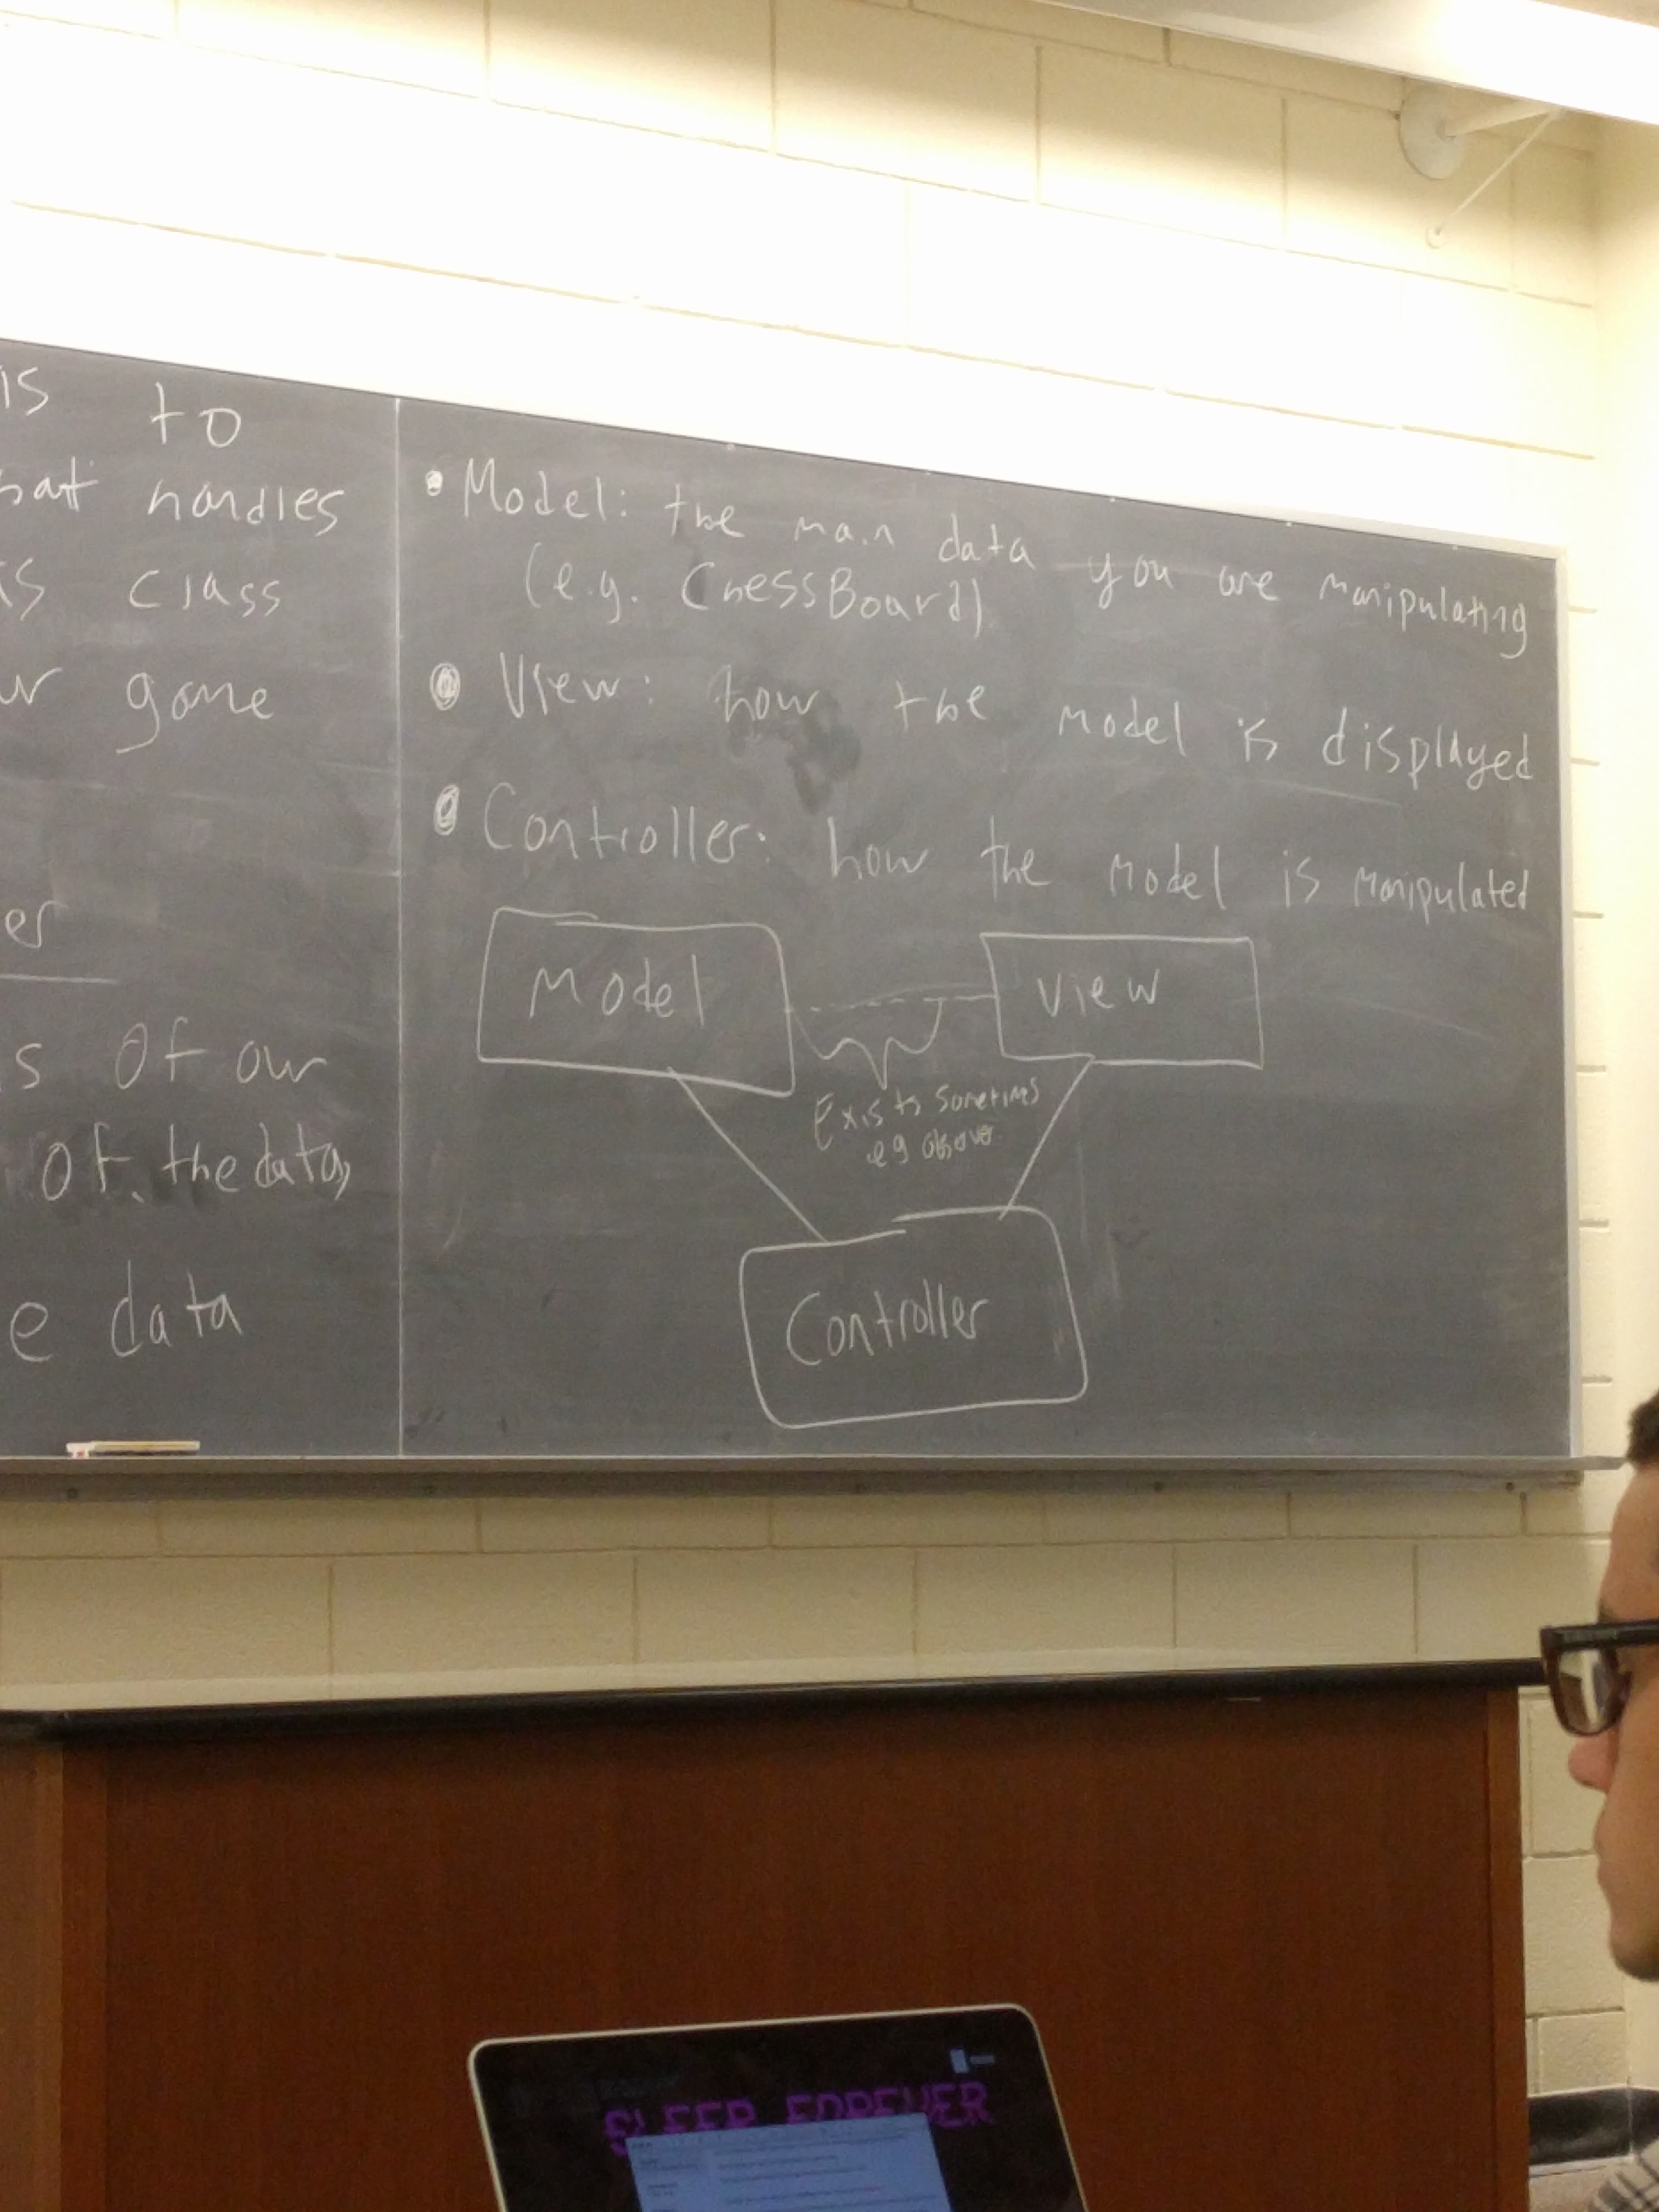 is to
hat handles
is class
ur game
er
s of our
of the data,
e data
• Model: the main data you are manipulating
(e.g. ChessBoard)
• View: how the model is displayed
• Controller: how the model is manipulated
Model
View
Exists sometimes
eg observer
Controller
SLEEP FOREVER